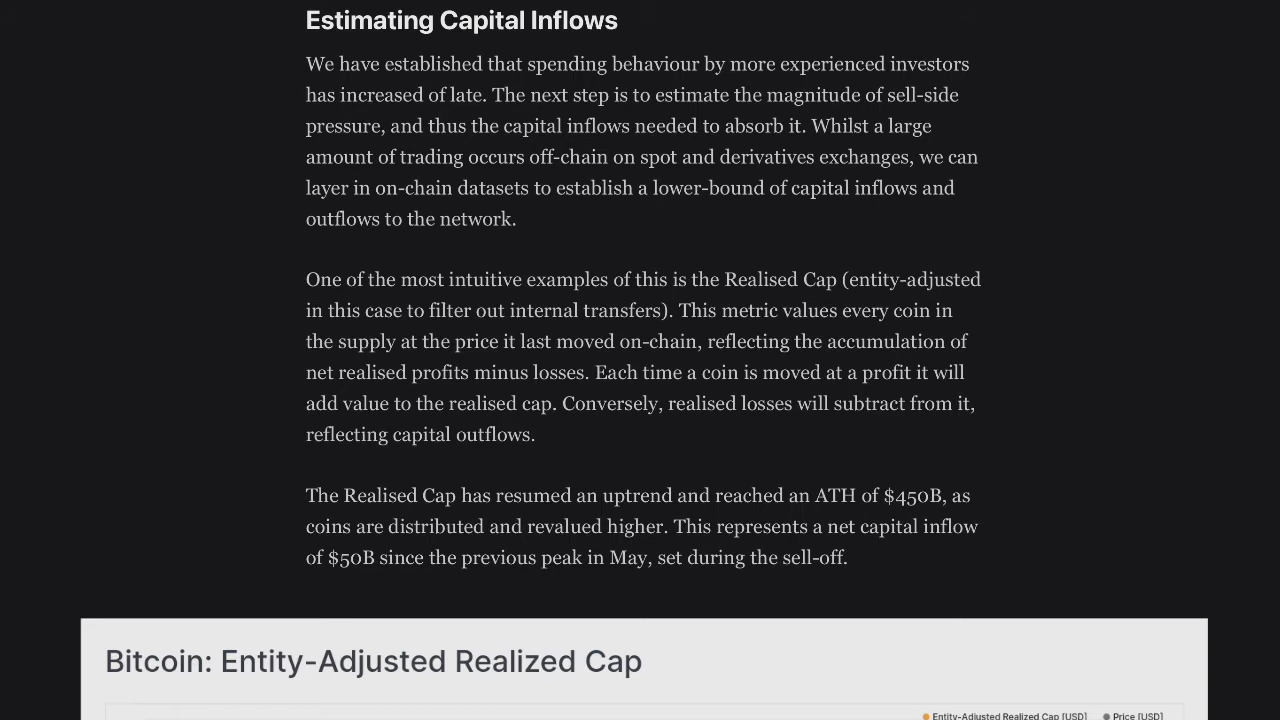 Estimating Capital Inflows
We have established that spending behaviour by more experienced investors
has increased of late. The next step is to estimate the magnitude of sell-side
pressure, and thus the capital inflows needed to absorb it. Whilst a large
amount of trading occurs off-chain on spot and derivatives exchanges, we can
layer in on-chain datasets to establish a lower-bound of capital inflows and
outflows to the network.
One of the most intuitive examples of this is the Realised Cap (entity-adjusted
in this case to filter out internal transfers). This metric values every coin in
the supply at the price it last moved on-chain, reflecting the accumulation of
net realised profits minus losses. Each time a coin is moved at a profit it will
add value to the realised cap. Conversely, realised losses will subtract from it,
reflecting capital outflows.
The Realised Cap has resumed an uptrend and reached an ATH of $450B, as
coins are distributed and revalued higher. This represents a net capital inflow
of $50B since the previous peak in May, set during the sell-off.
Bitcoin: Entity-Adjusted Realized Cap
Entity-Adjusted Realized Cap [USD] Price [USD]